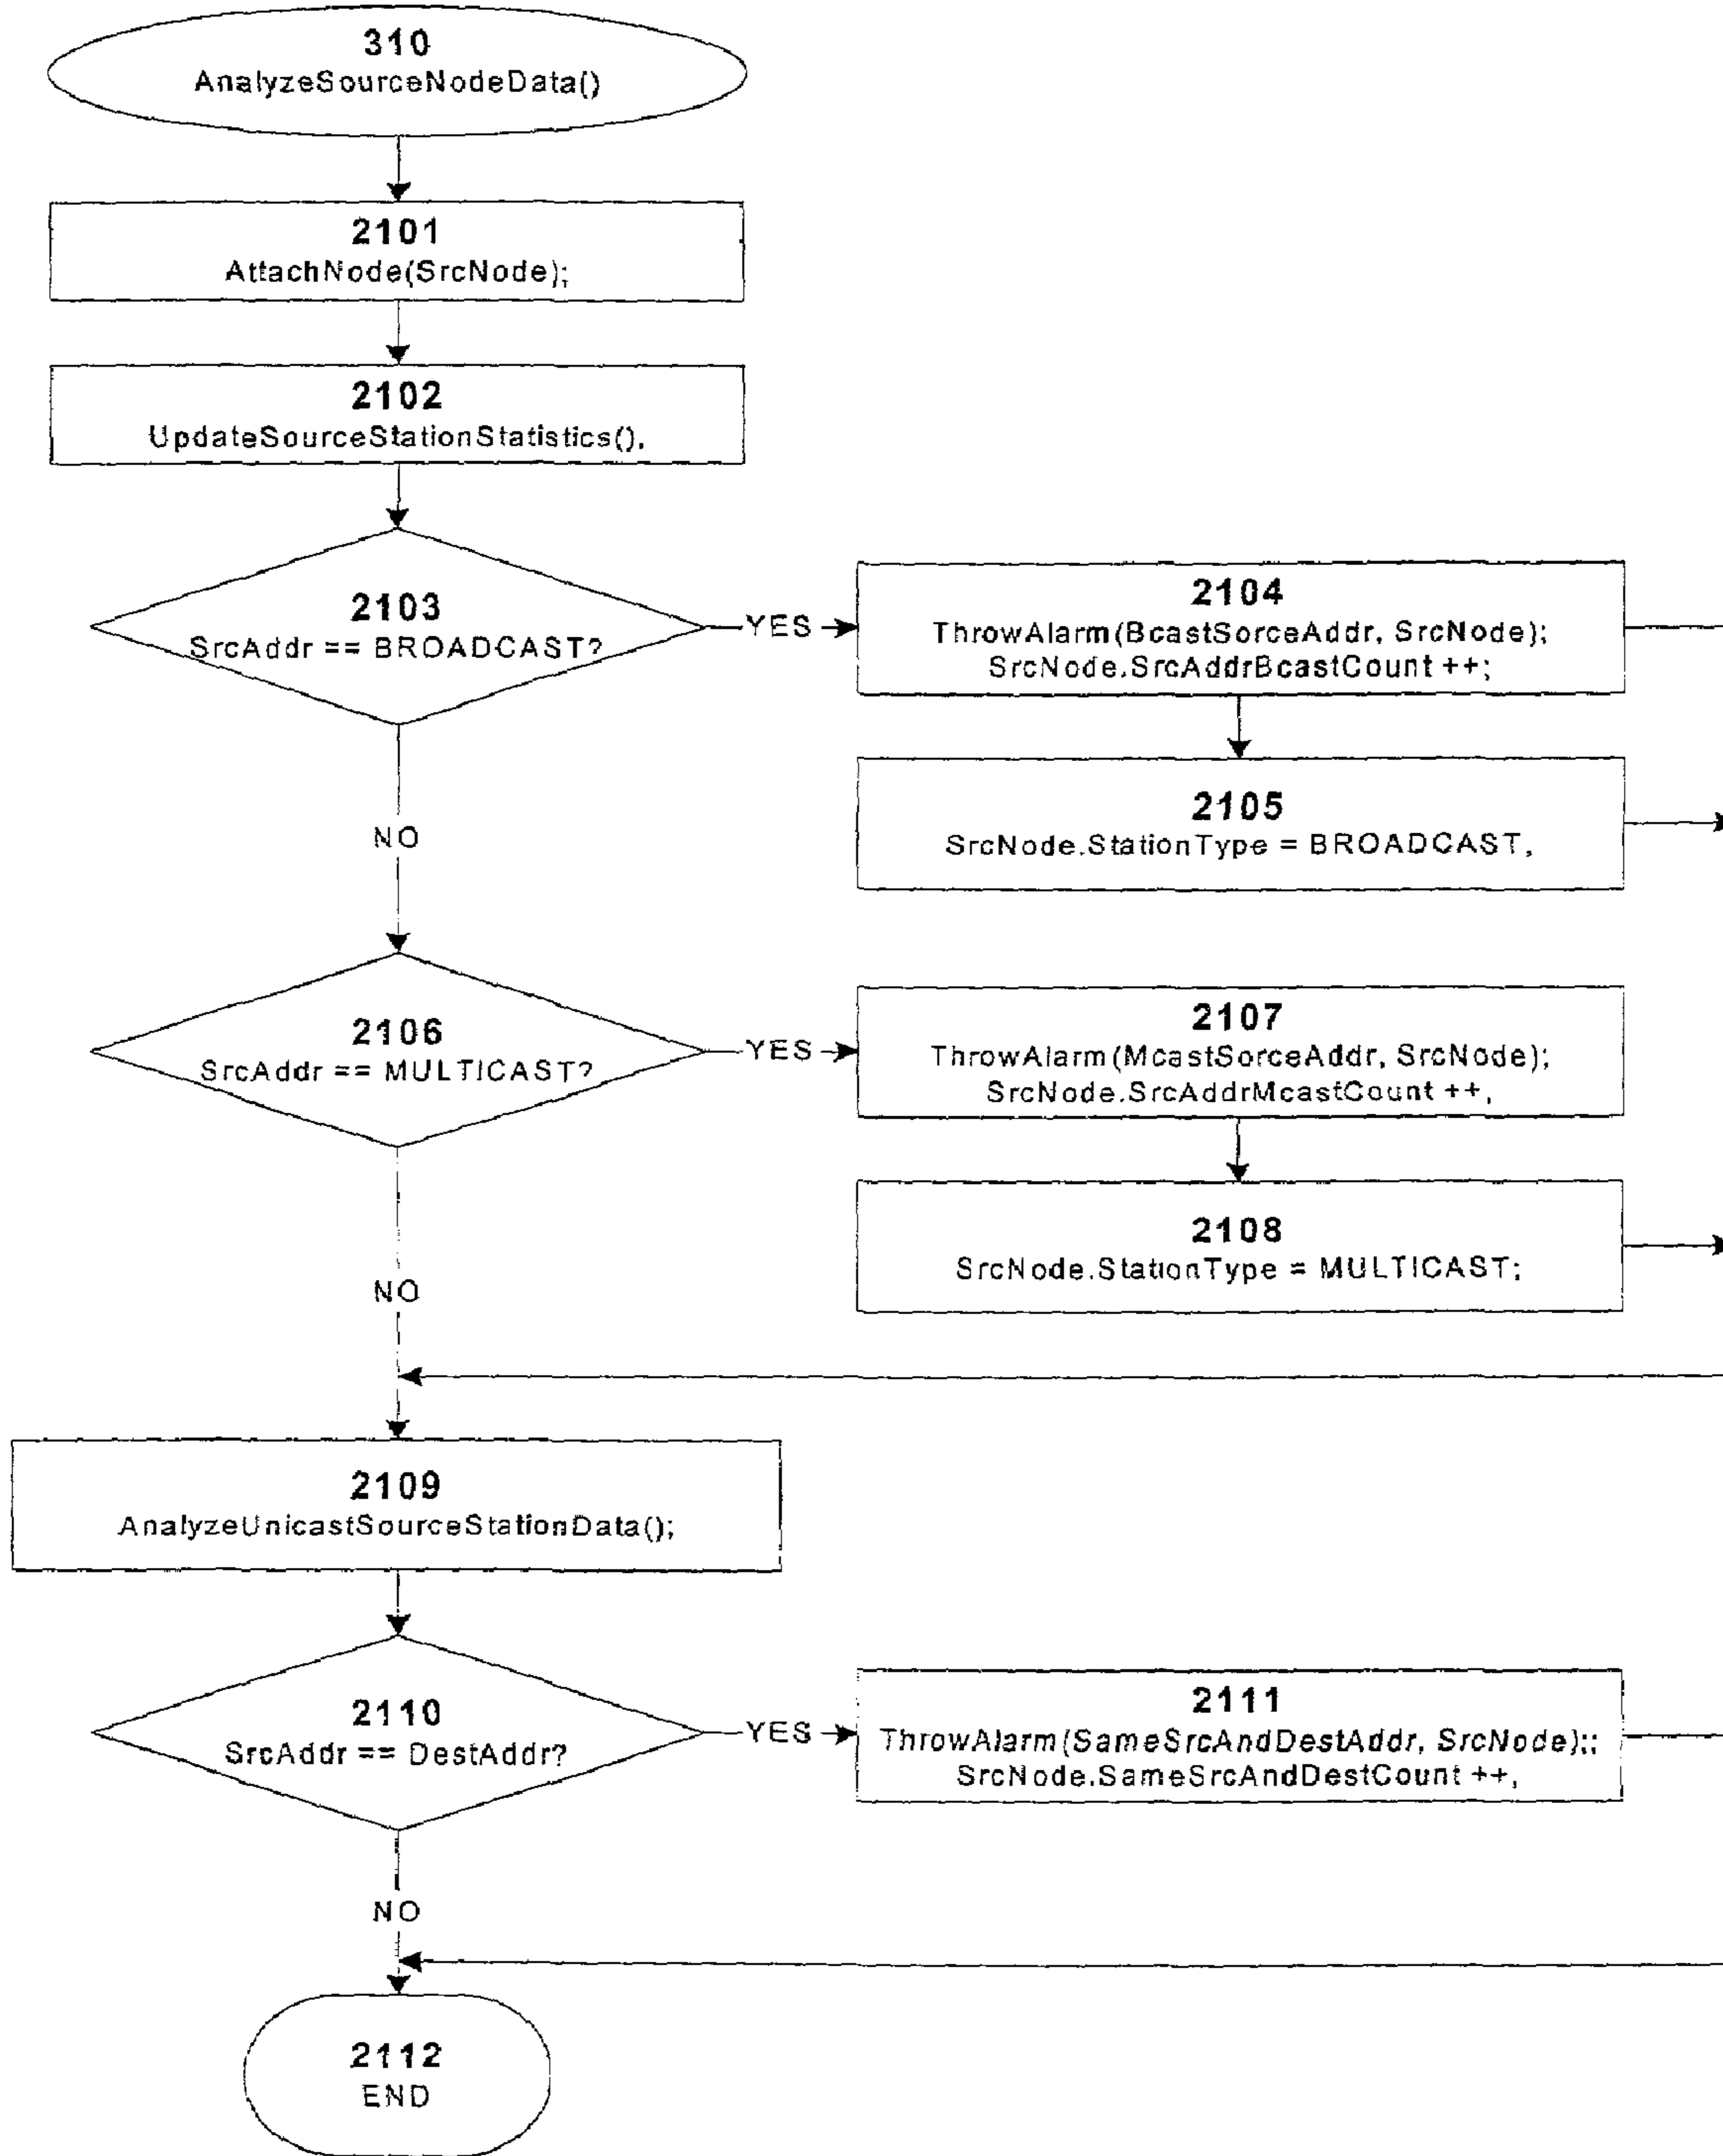 310
AnalyzeSourceNodeData()
2101
AttachNode(SrcNode);
2102
UpdateSourceStationStatistics(),
2103
SrcAddr == BROADCAST?
YES
2104
ThrowAlarm(BcastSorceAddr, SrcNode);
SrcNode.SrcAddrBcastCount ++;
2105
SrcNode.StationType = BROADCAST,
NO
2106
SrcAddr == MULTICAST?
YES
2107
ThrowAlarm(McastSorceAddr, SrcNode);
SrcNode.SrcAddrMcastCount ++,
2108
SrcNode.StationType = MULTICAST;
NO
2109
AnalyzeUnicastSourceStationData();
2110
SrcAddr == DestAddr?
YES
2111
ThrowAlarm(SameSrcAndDestAddr, SrcNode);;
SrcNode.SameSrcAndDestCount ++,
NO
2112
END